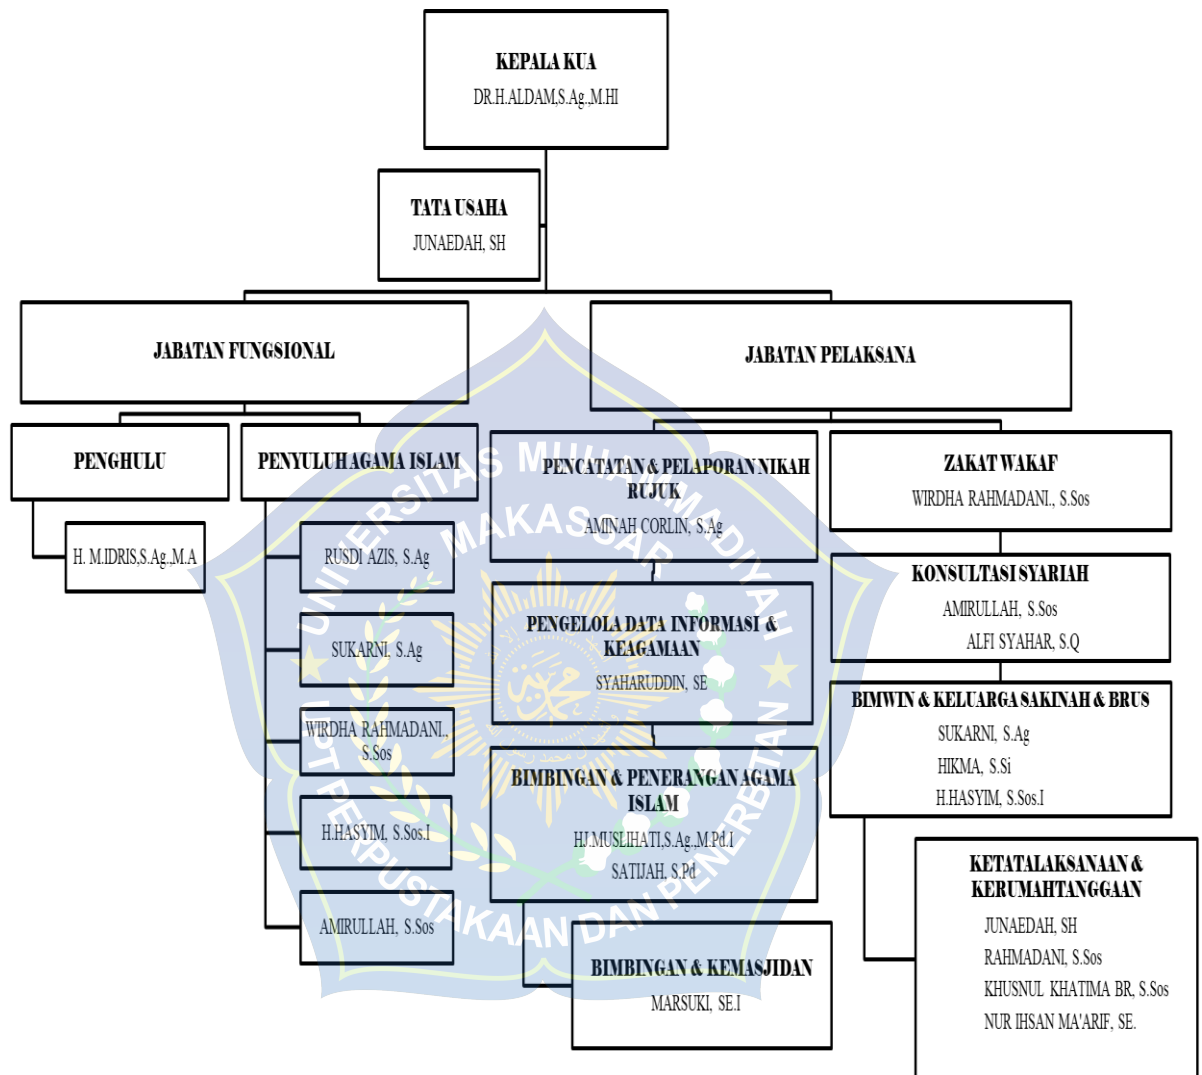 KEPALA KUA
DR.H.ALDAM,S.Ag.,M.HI
TATA USAHA
JUNAEDAH, SH
JABATAN FUNGSIONAL
JABATAN PELAKSANA
PENGHULU
H. M.IDRIS,S.Ag.,M.A
PENYULUH AGAMA ISLAM
RUSDI AZIS, S.Ag
SUKARNI, S.Ag
WIRDHA RAHMADANI.,
S.Sos
H.HASYIM, S.Sos.I
AMIRULLAH, S.Sos
PENCATATAN & PELAPORAN NIKAH
RUJUK
AMINAH CORLIN, S.Ag
PENGELOLA DATA INFORMASI &
KEAGAMAAN
SYAHARUDDIN, SE
BIMBINGAN & PENERANGAN AGAMA
ISLAM
HJ.MUSLIHATI,S.Ag.,M.Pd.I
SATIJAH, S.Pd
BIMBINGAN & KEMASJIDAN
MARSUKI, SE.I
ZAKAT WAKAF
WIRDHA RAHMADANI., S.Sos
KONSULTASI SYARIAH
AMIRULLAH, S.Sos
ALFI SYAHAR, S.Q
BIMWIN & KELUARGA SAKINAH & BRUS
SUKARNI, S.Ag
HIKMA, S.Si
H.HASYIM, S.Sos.I
KETATALAKSANAAN &
KERUMAHTANGGAAN
JUNAEDAH, SH
RAHMADANI, S.Sos
KHUSNUL KHATIMA BR, S.Sos
NUR IHSAN MA'ARIF, SE.
UNIVERSITAS MUHAMMADIYAH
MAKASSAR
UPT PERPUSTAKAAN DAN PENERBITAN